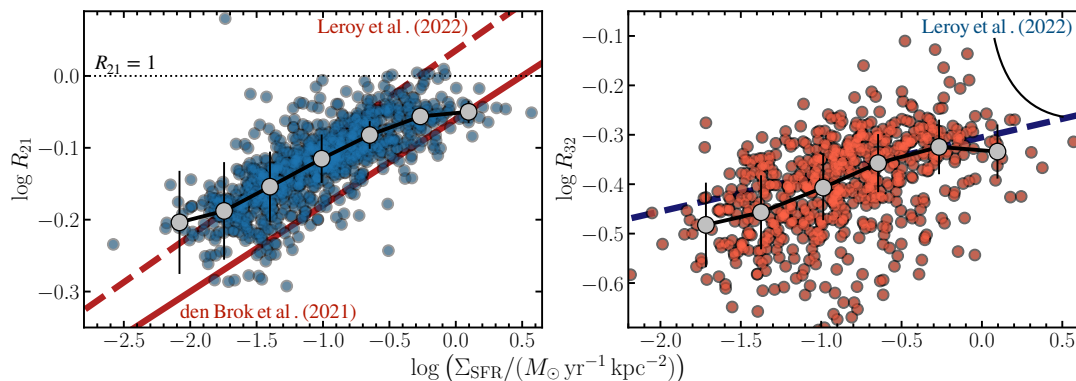 Leroy et al. (2022)
R₂₁ = 1
den Brok et al. (2021)
log R₂₁
0.0
−0.1
−0.2
−0.3
−2.5 −2.0 −1.5 −1.0 −0.5 0.0 0.5
Leroy et al. (2022)
log R₃₂
−0.1
−0.2
−0.3
−0.4
−0.5
−0.6
−2.0 −1.5 −1.0 −0.5 0.0 0.5
log (Σ_SFR/(M_⊙ yr⁻¹ kpc⁻²))